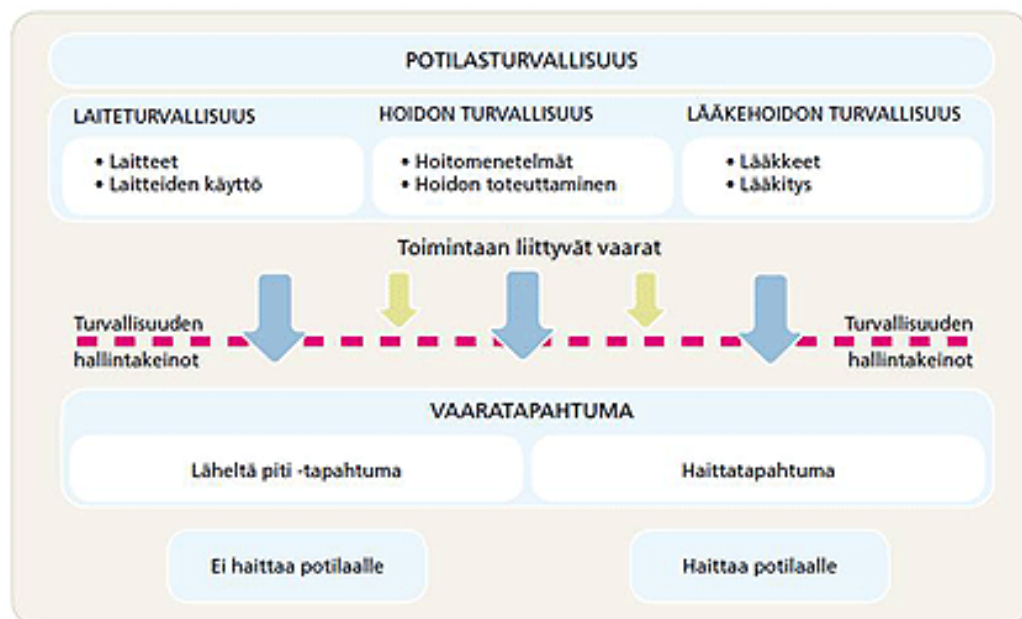 POTILASTURVALLISUUS
LAITETURVALLISUUS
• Laitteet
• Laitteiden käyttö
HOIDON TURVALLISUUS
• Hoitomenetelmät
• Hoidon toteuttaminen
LÄÄKEHOIDON TURVALLISUUS
• Lääkkeet
• Lääkitys
Toimintaan liittyvät vaarat
Turvallisuuden
hallintakeinot
Turvallisuuden
hallintakeinot
VAARATAPAHTUMA
Läheltä piti -tapahtuma
Haittatapahtuma
Ei haittaa potilaalle
Haittaa potilaalle